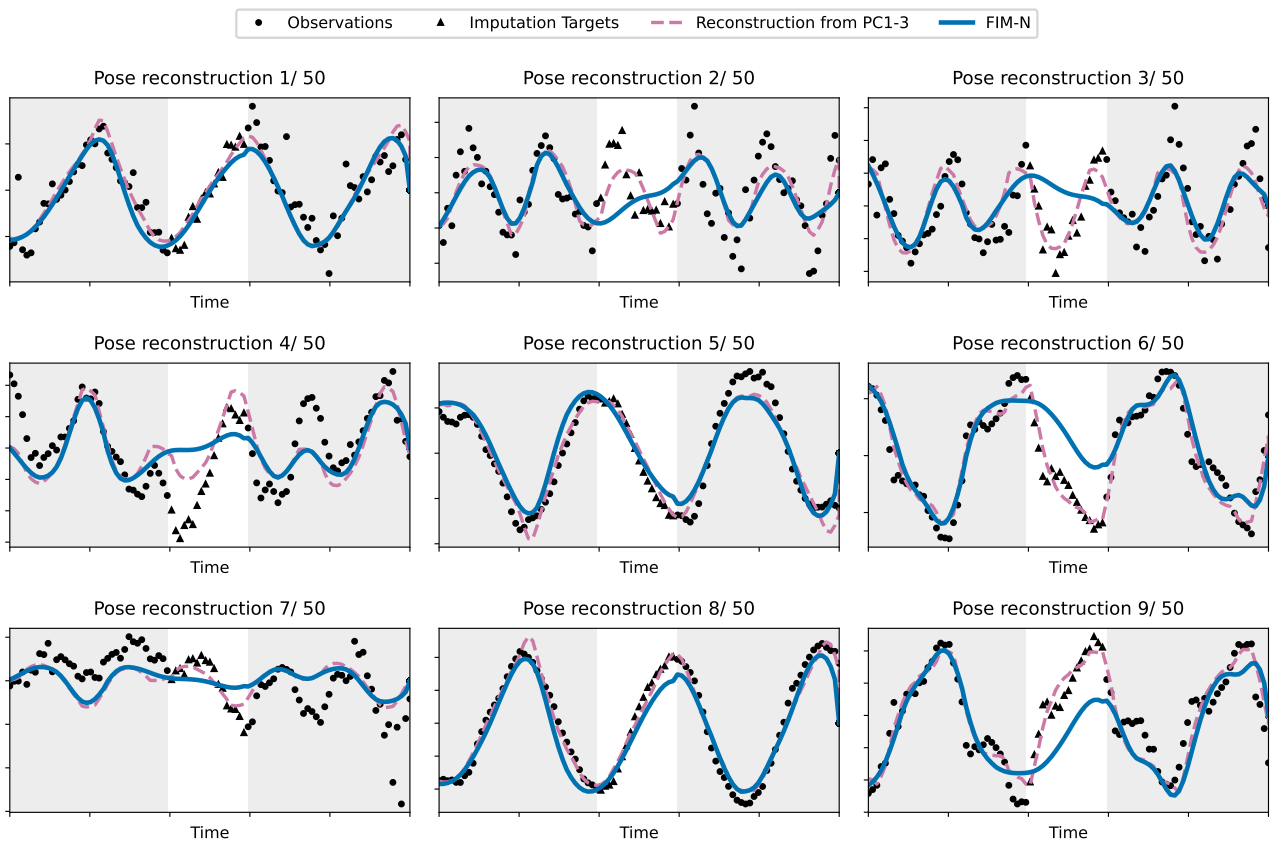 Observations Imputation Targets Reconstruction from PC1-3 FIM-N
Pose reconstruction 1/ 50 Pose reconstruction 2/ 50 Pose reconstruction 3/ 50
Time Time Time
Pose reconstruction 4/ 50 Pose reconstruction 5/ 50 Pose reconstruction 6/ 50
Time Time Time
Pose reconstruction 7/ 50 Pose reconstruction 8/ 50 Pose reconstruction 9/ 50
Time Time Time